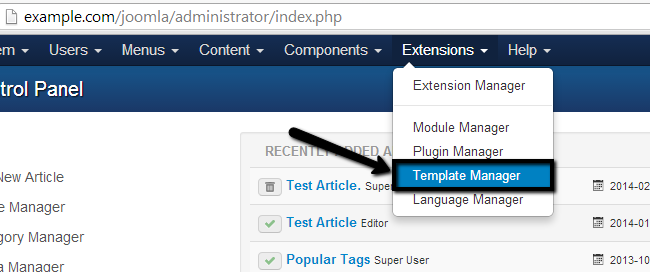 example.com/joomla/administrator/index.php
em Users Menus Content Components Extensions Help
trol Panel
Extension Manager
Module Manager
Plugin Manager
Template Manager
Language Manager
RECENTLY ADDED A
New Article
e Manager
gory Manager
a Manager
Test Article. Super 2014-02
Test Article Editor 2014-01
Popular Tags Super User 2013-10